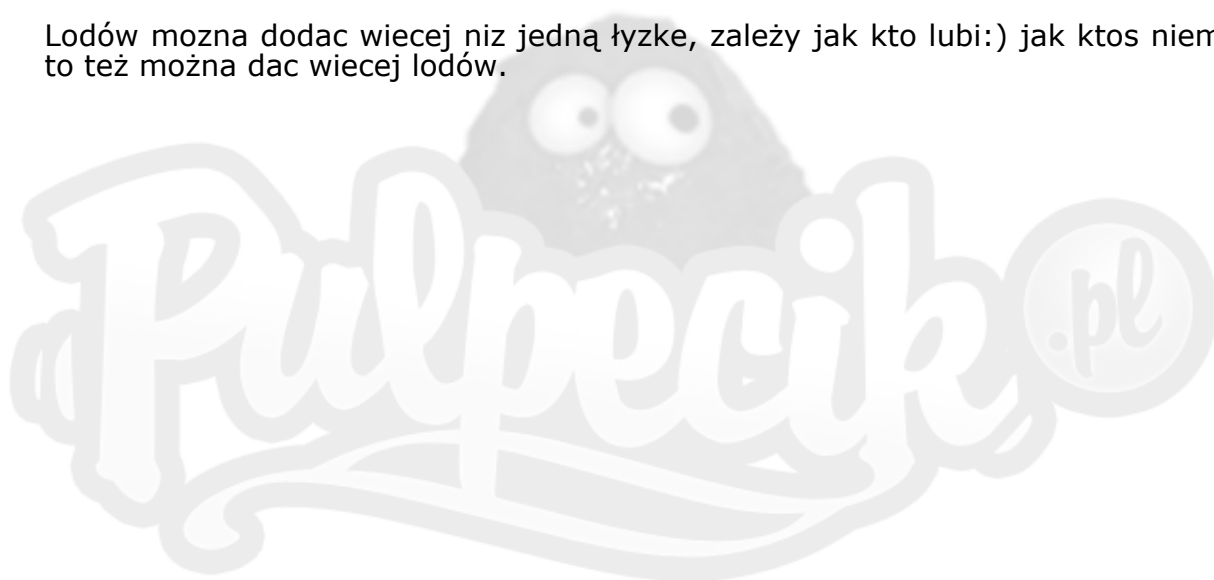 Lodów mozna dodac wiecej niz jedną łyzke, zależy jak kto lubi:) jak ktos
to też można dac wiecej lodów.
Pulpecik.pl